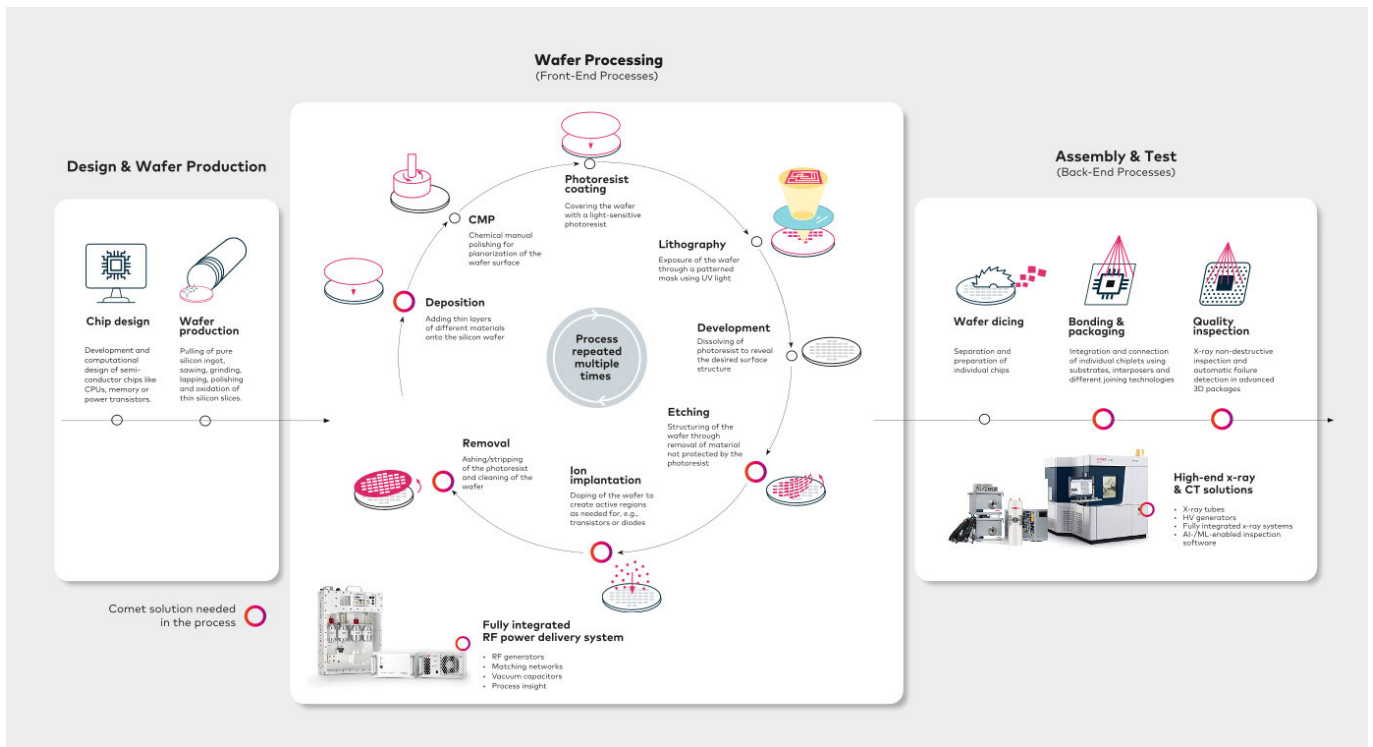 Wafer Processing
(Front-End Processes)
Design & Wafer Production
Chip design
Development and
computational
design of semi-
conductor chips like
CPUs, memory or
power transistors.
Wafer
production
Pulling of pure
silicon ingot,
sawing, grinding,
lapping, polishing
and oxidation of
thin silicon slices.
Comet solution needed
in the process
Photoresist
coating
Covering the wafer
with a light-sensitive
photoresist
CMP
Chemical manual
polishing for
planarization of the
wafer surface
Lithography
Exposure of the wafer
through a patterned
mask using UV light
Deposition
Adding thin layers
of different materials
onto the silicon wafer
Process
repeated
multiple
times
Development
Dissolving of
photoresist to reveal
the desired surface
structure
Etching
Structuring of the
wafer through
removal of material
not protected by the
photoresist
Removal
Ashing/stripping
of the photoresist
and cleaning of the
wafer
Ion
implantation
Doping of the wafer to
create active regions
as needed for, e.g.,
transistors or diodes
Fully integrated
RF power delivery system
• RF generators
• Matching networks
• Vacuum capacitors
• Process insight
Assembly & Test
(Back-End Processes)
Wafer dicing
Separation and
preparation of
individual chips
Bonding &
packaging
Integration and connection
of individual chiplets using
substrates, interposers and
different joining technologies
Quality
inspection
X-ray non-destructive
inspection and
automatic failure
detection in advanced
3D packages
High-end x-ray
& CT solutions
• X-ray tubes
• HV generators
• Fully integrated x-ray systems
• AI-/ML-enabled inspection
software